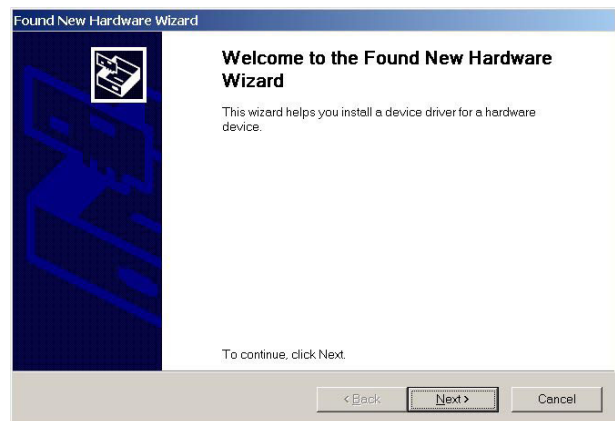 Found New Hardware Wizard
Welcome to the Found New Hardware
Wizard
This wizard helps you install a device driver for a hardware
device.
To continue, click Next.
< Back
Next >
Cancel